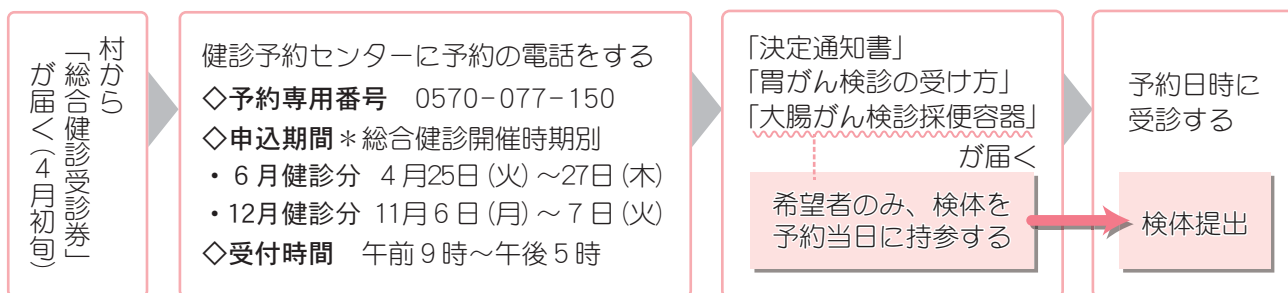 村から
「総合健診受診券」
が届く（４月初旬）
健診予約センターに予約の電話をする
◇予約専用番号　0570-077-150
◇申込期間＊総合健診開催時期別
・６月健診分　４月25日（火）～27日（木）
・12月健診分　11月６日（月）～７日（火）
◇受付時間　午前９時～午後５時
「決定通知書」
「胃がん検診の受け方」
「大腸がん検診採便容器」
が届く
希望者のみ、検体を
予約当日に持参する
予約日時に
受診する
検体提出